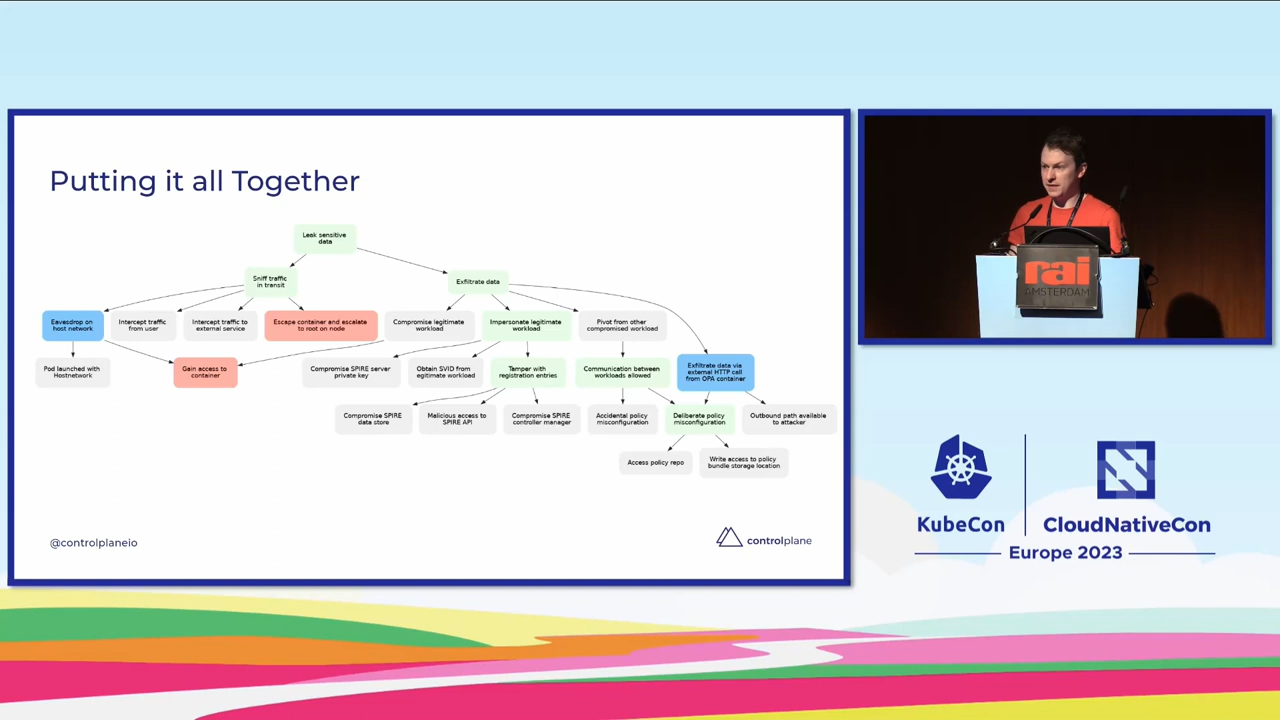 Putting it all Together
Leak sensitive
data
Sniff traffic
in transit
Exfiltrate data
Eavesdrop on
host network
Intercept traffic
from user
Intercept traffic to
external service
Escape container and escalate
to root on node
Compromise legitimate
workload
Impersonate legitimate
workload
Pivot from other
compromised workload
Pod launched with
Hostnetwork
Gain access to
container
Compromise SPIRE server
private key
Obtain SVID from
egitimate workload
Tamper with
registration entries
Communication between
workloads allowed
Exfiltrate data via
external HTTP call
from OPA container
Compromise SPIRE
data store
Malicious access to
SPIRE API
Compromise SPIRE
controller manager
Accidental policy
misconfiguration
Deliberate policy
misconfiguration
Outbound path available
to attacker
Access policy repo
Write access to policy
bundle storage location
@controlplaneio
controlplane
rai
AMSTERDAM
KubeCon
CloudNativeCon
Europe 2023